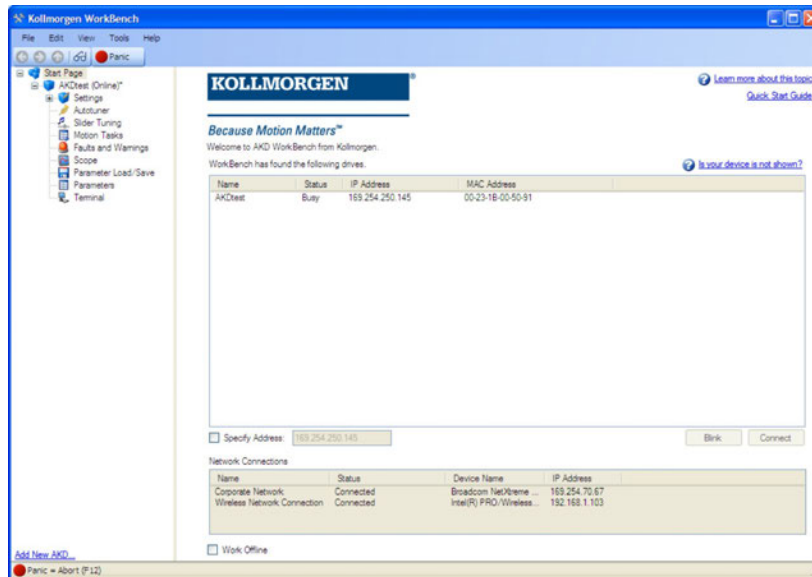 Kollmorgen WorkBench
File Edit View Tools Help
Panic
Start Page
AKDtest (Online)*
Settings
Autotuner
Slider Tuning
Motion Tasks
Faults and Warnings
Scope
Parameter Load/Save
Parameters
Terminal
Add New AKD...
KOLLMORGEN®
Because Motion Matters™
Learn more about this topic
Quick Start Guide
Welcome to AKD WorkBench from Kollmorgen.
WorkBench has found the following drives.
Is your device is not shown?
Name Status IP Address MAC Address
AKDtest Busy 169.254.250.145 00-23-1B-00-50-91
Specify Address: 169.254.250.145 Blink Connect
Network Connections
Name Status Device Name IP Address
Corporate Network Connected Broadcom NetXtreme ... 169.254.70.67
Wireless Network Connection Connected Intel(R) PRO/Wireless... 192.168.1.103
Work Offline
Panic = Abort (F12)